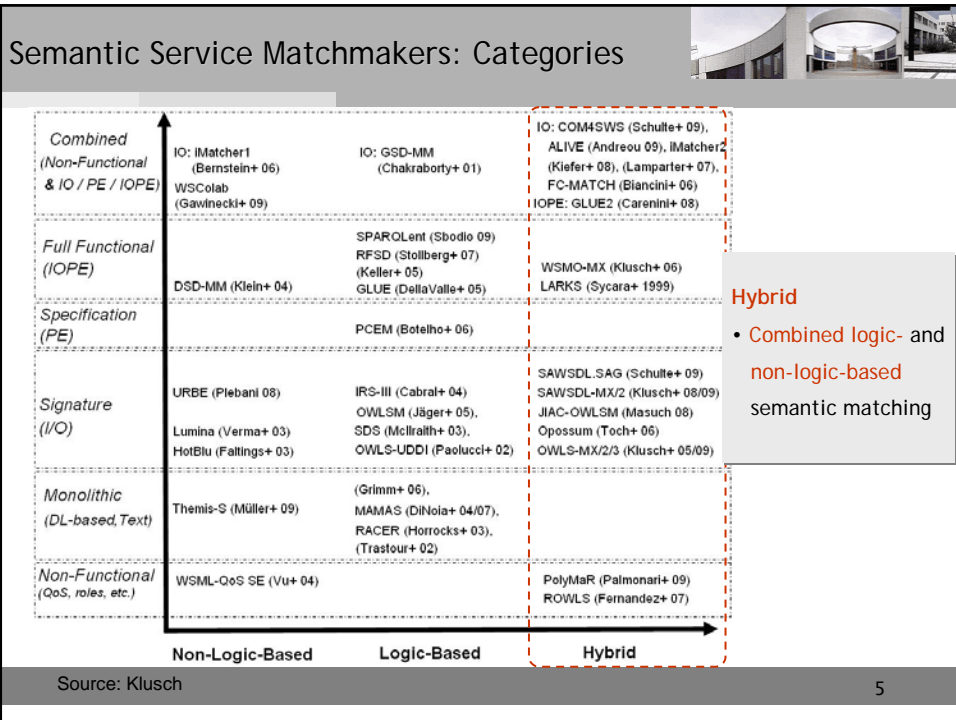 Semantic Service Matchmakers: Categories
Combined
(Non-Functional
& IO / PE / IOPE)
IO: iMatcher1
(Bernstein+ 06)
WSColab
(Gawinecki+ 09)
IO: GSD-MM
(Chakraborty+ 01)
IO: COM4SWS (Schulte+ 09),
ALIVE (Andreou 09), iMatcher2
(Kiefer+ 08), (Lamparter+ 07),
FC-MATCH (Biancini+ 06)
IOPE: GLUE2 (Carenini+ 08)
Full Functional
(IOPE)
DSD-MM (Klein+ 04)
SPARQLent (Sbodio 09)
RFSD (Stollberg+ 07)
(Keller+ 05)
GLUE (DellaValle+ 05)
WSMO-MX (Klusch+ 06)
LARKS (Sycara+ 1999)
Specification
(PE)
PCEM (Botelho+ 06)
Signature
(I/O)
URBE (Plebani 08)
Lumina (Verma+ 03)
HotBlu (Faltings+ 03)
IRS-III (Cabral+ 04)
OWLSM (Jäger+ 05),
SDS (McIlraith+ 03),
OWLS-UDDI (Paolucci+ 02)
SAWSDL.SAG (Schulte+ 09)
SAWSDL-MX/2 (Klusch+ 08/09)
JIAC-OWLSM (Masuch 08)
Opossum (Toch+ 06)
OWLS-MX/2/3 (Klusch+ 05/09)
Monolithic
(DL-based, Text)
Themis-S (Müller+ 09)
(Grimm+ 06),
MAMAS (DiNoia+ 04/07),
RACER (Horrocks+ 03),
(Trastour+ 02)
Non-Functional
(QoS, roles, etc.)
WSML-QoS SE (Vu+ 04)
PolyMaR (Palmonari+ 09)
ROWLS (Fernandez+ 07)
Non-Logic-Based
Logic-Based
Hybrid
Hybrid
• Combined logic- and
non-logic-based
semantic matching
Source: Klusch
5